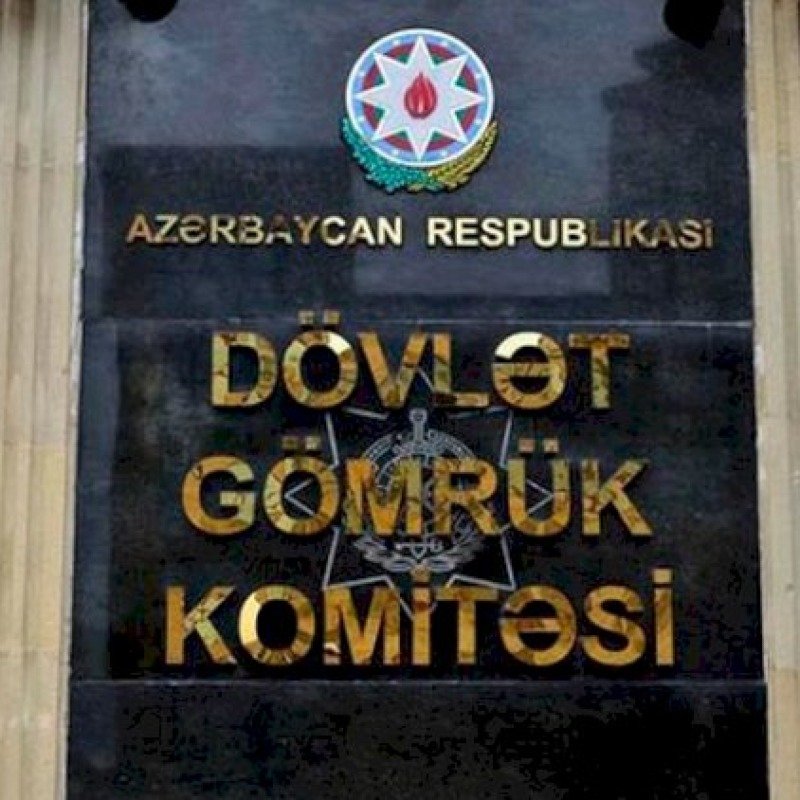 AZƏRBAYCAN RESPUBLİKASİ
DÖVLƏT
GÖMRÜK
KOMİTƏSİ